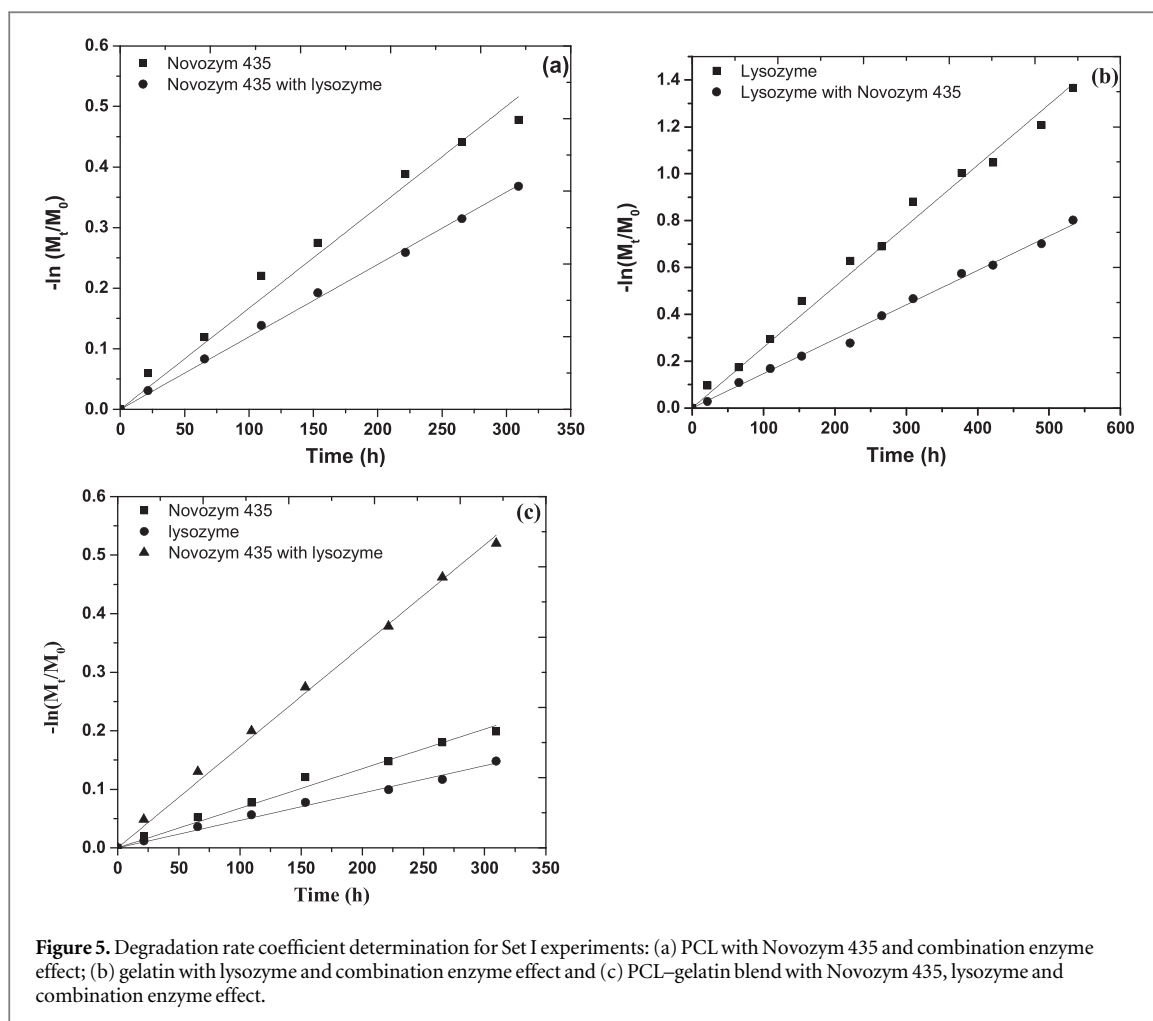 0.6
0.5
0.4
0.3
0.2
0.1
0.0
-ln (Mt/M0)
Novozym 435
Novozym 435 with lysozyme
(a)
0 50 100 150 200 250 300 350
Time (h)
1.4
1.2
1.0
0.8
0.6
0.4
0.2
0.0
-ln(Mt/M0)
Lysozyme
Lysozyme with Novozym 435
(b)
0 100 200 300 400 500 600
Time (h)
0.6
0.5
0.4
0.3
0.2
0.1
0.0
-ln(Mt/M0)
Novozym 435
lysozyme
Novozym 435 with lysozyme
(c)
0 50 100 150 200 250 300 350
Time (h)
Figure 5. Degradation rate coefficient determination for Set I experiments: (a) PCL with Novozym 435 and combination enzyme
effect; (b) gelatin with lysozyme and combination enzyme effect and (c) PCL–gelatin blend with Novozym 435, lysozyme and
combination enzyme effect.